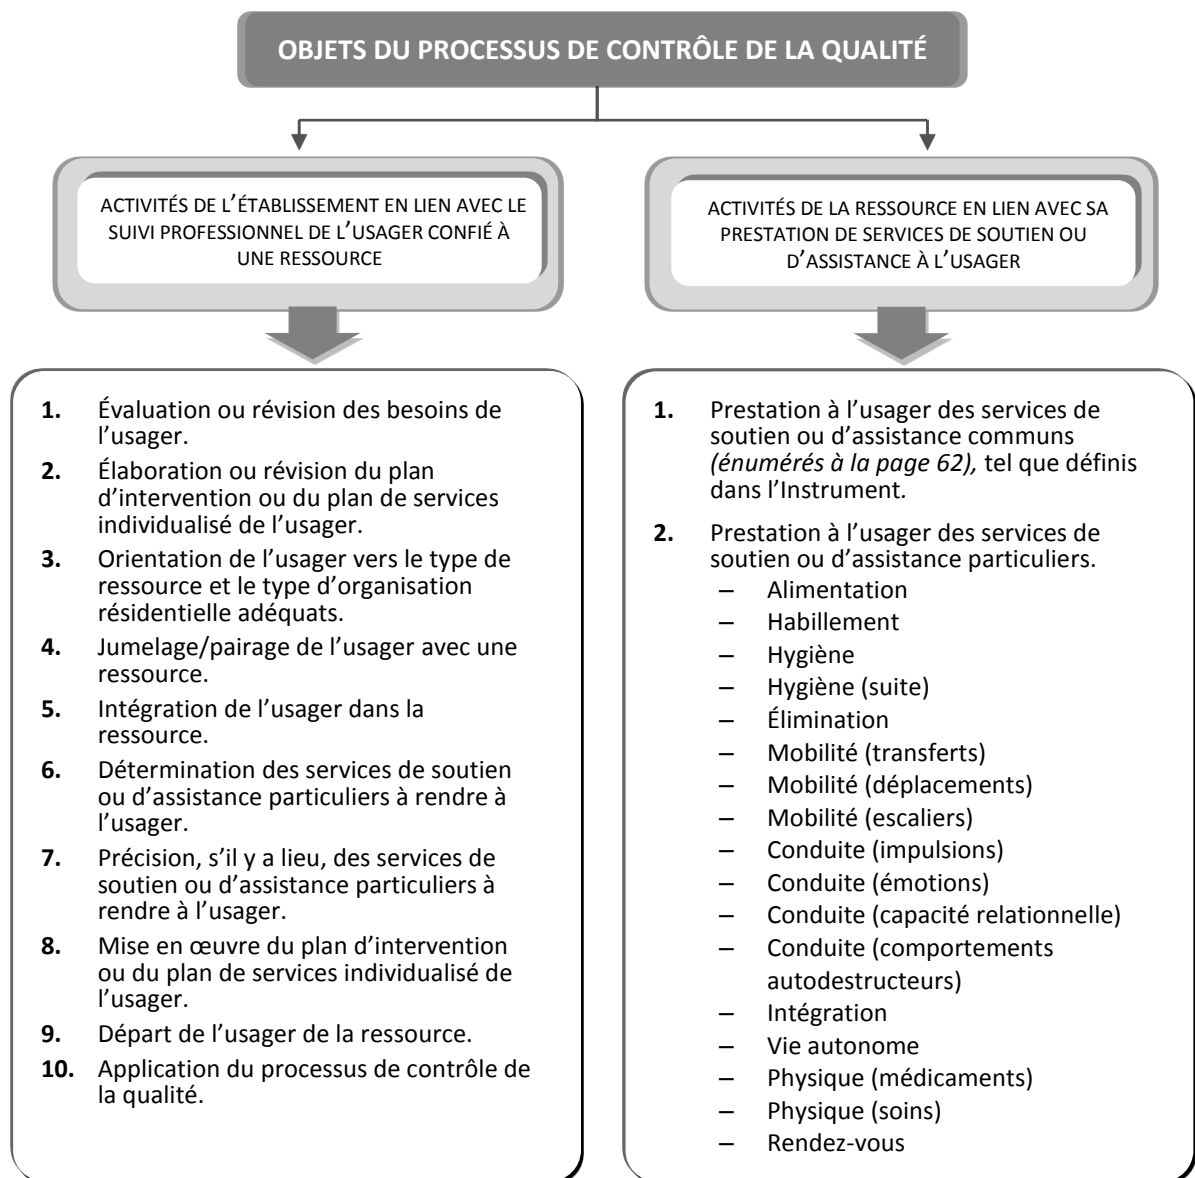 OBJETS DU PROCESSUS DE CONTRÔLE DE LA QUALITÉ
ACTIVITÉS DE L’ÉTABLISSEMENT EN LIEN AVEC LE
SUIVI PROFESSIONNEL DE L’USAGER CONFIÉ À
UNE RESSOURCE
1. Évaluation ou révision des besoins de
l’usager.
2. Élaboration ou révision du plan
d’intervention ou du plan de services
individualisé de l’usager.
3. Orientation de l’usager vers le type de
ressource et le type d’organisation
résidentielle adéquats.
4. Jumelage/pairage de l’usager avec une
ressource.
5. Intégration de l’usager dans la
ressource.
6. Détermination des services de soutien
ou d’assistance particuliers à rendre à
l’usager.
7. Précision, s’il y a lieu, des services de
soutien ou d’assistance particuliers à
rendre à l’usager.
8. Mise en œuvre du plan d’intervention
ou du plan de services individualisé de
l’usager.
9. Départ de l’usager de la ressource.
10. Application du processus de contrôle de
la qualité.
ACTIVITÉS DE LA RESSOURCE EN LIEN AVEC SA
PRESTATION DE SERVICES DE SOUTIEN OU
D’ASSISTANCE À L’USAGER
1. Prestation à l’usager des services de
soutien ou d’assistance communs
(énumérés à la page 62), tel que définis
dans l’Instrument.
2. Prestation à l’usager des services de
soutien ou d’assistance particuliers.
– Alimentation
– Habillement
– Hygiène
– Hygiène (suite)
– Élimination
– Mobilité (transferts)
– Mobilité (déplacements)
– Mobilité (escaliers)
– Conduite (impulsions)
– Conduite (émotions)
– Conduite (capacité relationnelle)
– Conduite (comportements
autodestructeurs)
– Intégration
– Vie autonome
– Physique (médicaments)
– Physique (soins)
– Rendez-vous